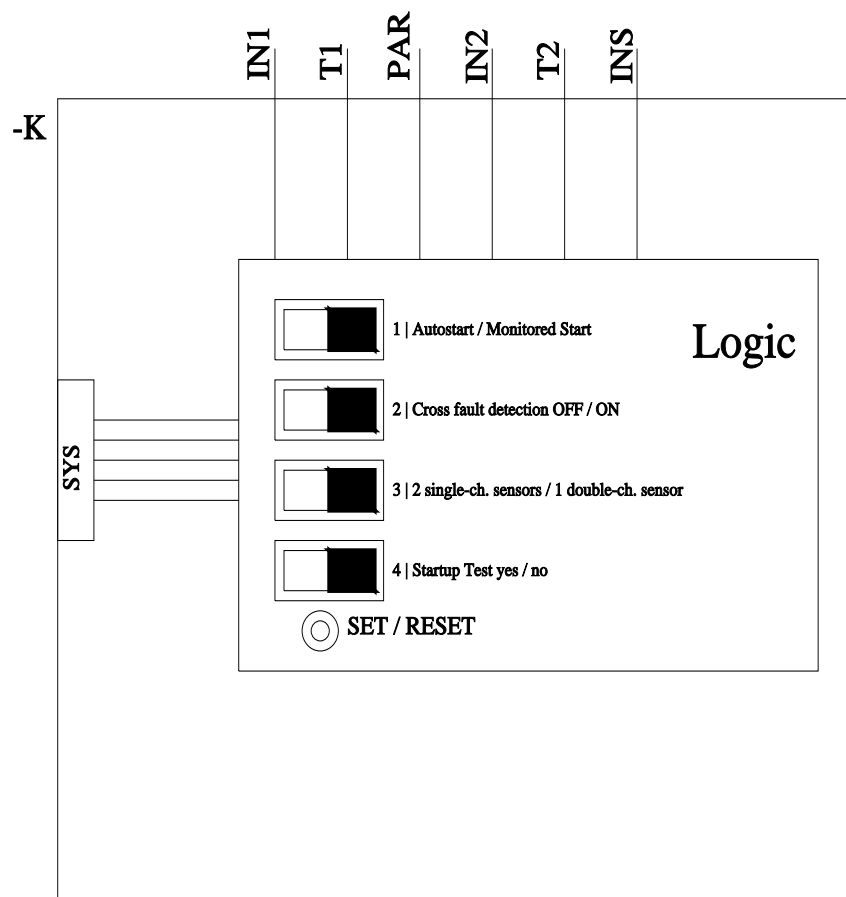 IN1
T1
PAR
IN2
T2
INS
-K
1 | Autostart / Monitored Start
Logic
2 | Cross fault detection OFF / ON
SYS
3 | 2 single-ch. sensors / 1 double-ch. sensor
4 | Startup Test yes / no
SET / RESET